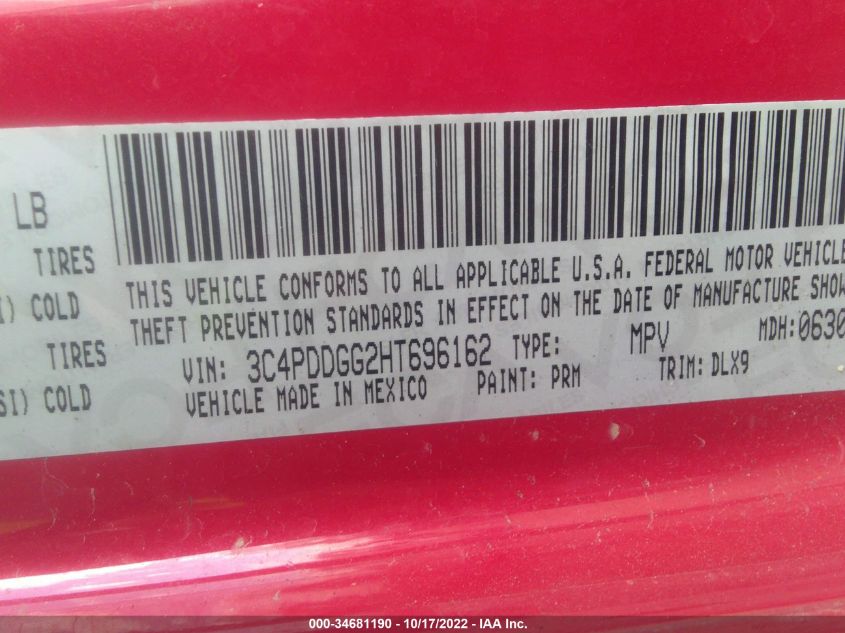 LB
TIRES
I) COLD
TIRES
SI) COLD
THIS VEHICLE CONFORMS TO ALL APPLICABLE U.S.A. FEDERAL MOTOR VEHICLE
THEFT PREVENTION STANDARDS IN EFFECT ON THE DATE OF MANUFACTURE SHOW
VIN: 3C4PDDGG2HT696162 TYPE: MPV MDH:0630
VEHICLE MADE IN MEXICO PAINT: PRM TRIM:DLX9
000-34681190 - 10/17/2022 - IAA Inc.